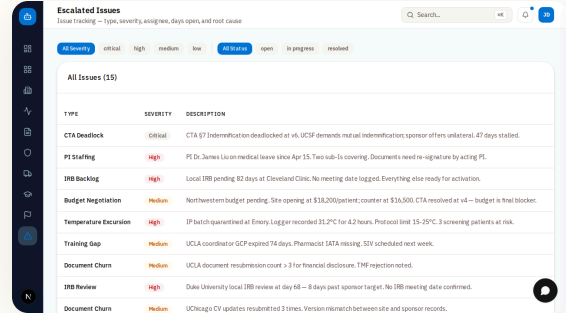 Escalated Issues
Issue tracking — type, severity, assignee, days open, and root cause
Search...
⌘K
JD
All Severity critical high medium low All Status open in progress resolved
All Issues (15)
TYPE SEVERITY DESCRIPTION
CTA Deadlock Critical CTA §7 Indemnification deadlocked at v6. UCSF demands mutual indemnification; sponsor offers unilateral. 47 days stalled.
PI Staffing High PI Dr. James Liu on medical leave since Apr 15. Two sub-Is covering. Documents need re-signature by acting PI.
IRB Backlog High Local IRB pending 82 days at Cleveland Clinic. No meeting date logged. Everything else ready for activation.
Budget Negotiation Medium Northwestern budget pending. Site opening at $18,200/patient; counter at $16,500. CTA resolved at v4 — budget is final blocker.
Temperature Excursion High IP batch quarantined at Emory. Logger recorded 31.2°C for 4.2 hours. Protocol limit 15-25°C. 3 screening patients at risk.
Training Gap Medium UCLA coordinator GCP expired 74 days. Pharmacist IATA missing. SIV scheduled next week.
Document Churn Medium UCLA document resubmission count > 3 for financial disclosure. TMF rejection noted.
IRB Review High Duke University local IRB review at day 68 — 8 days past sponsor target. No IRB meeting date confirmed.
Document Churn Medium UChicago CV updates resubmitted 3 times. Version mismatch between site and sponsor records.
N